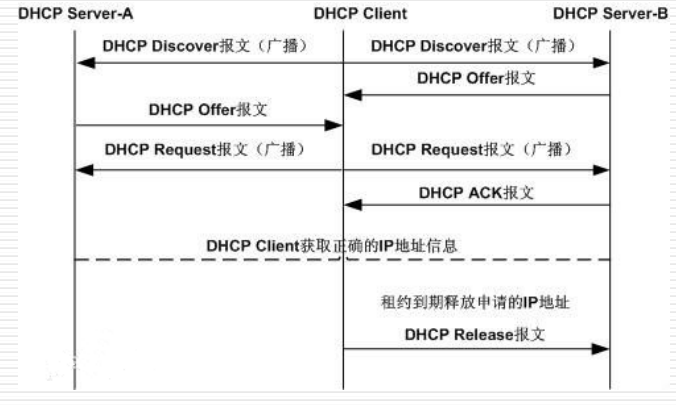 DHCP Server-A DHCP Client DHCP Server-B
DHCP Discover报文（广播） DHCP Discover报文（广播）
DHCP Offer报文
DHCP Offer报文
DHCP Request报文（广播） DHCP Request报文（广播）
DHCP ACK报文
DHCP Client获取正确的IP地址信息
租约到期释放申请的IP地址
DHCP Release报文